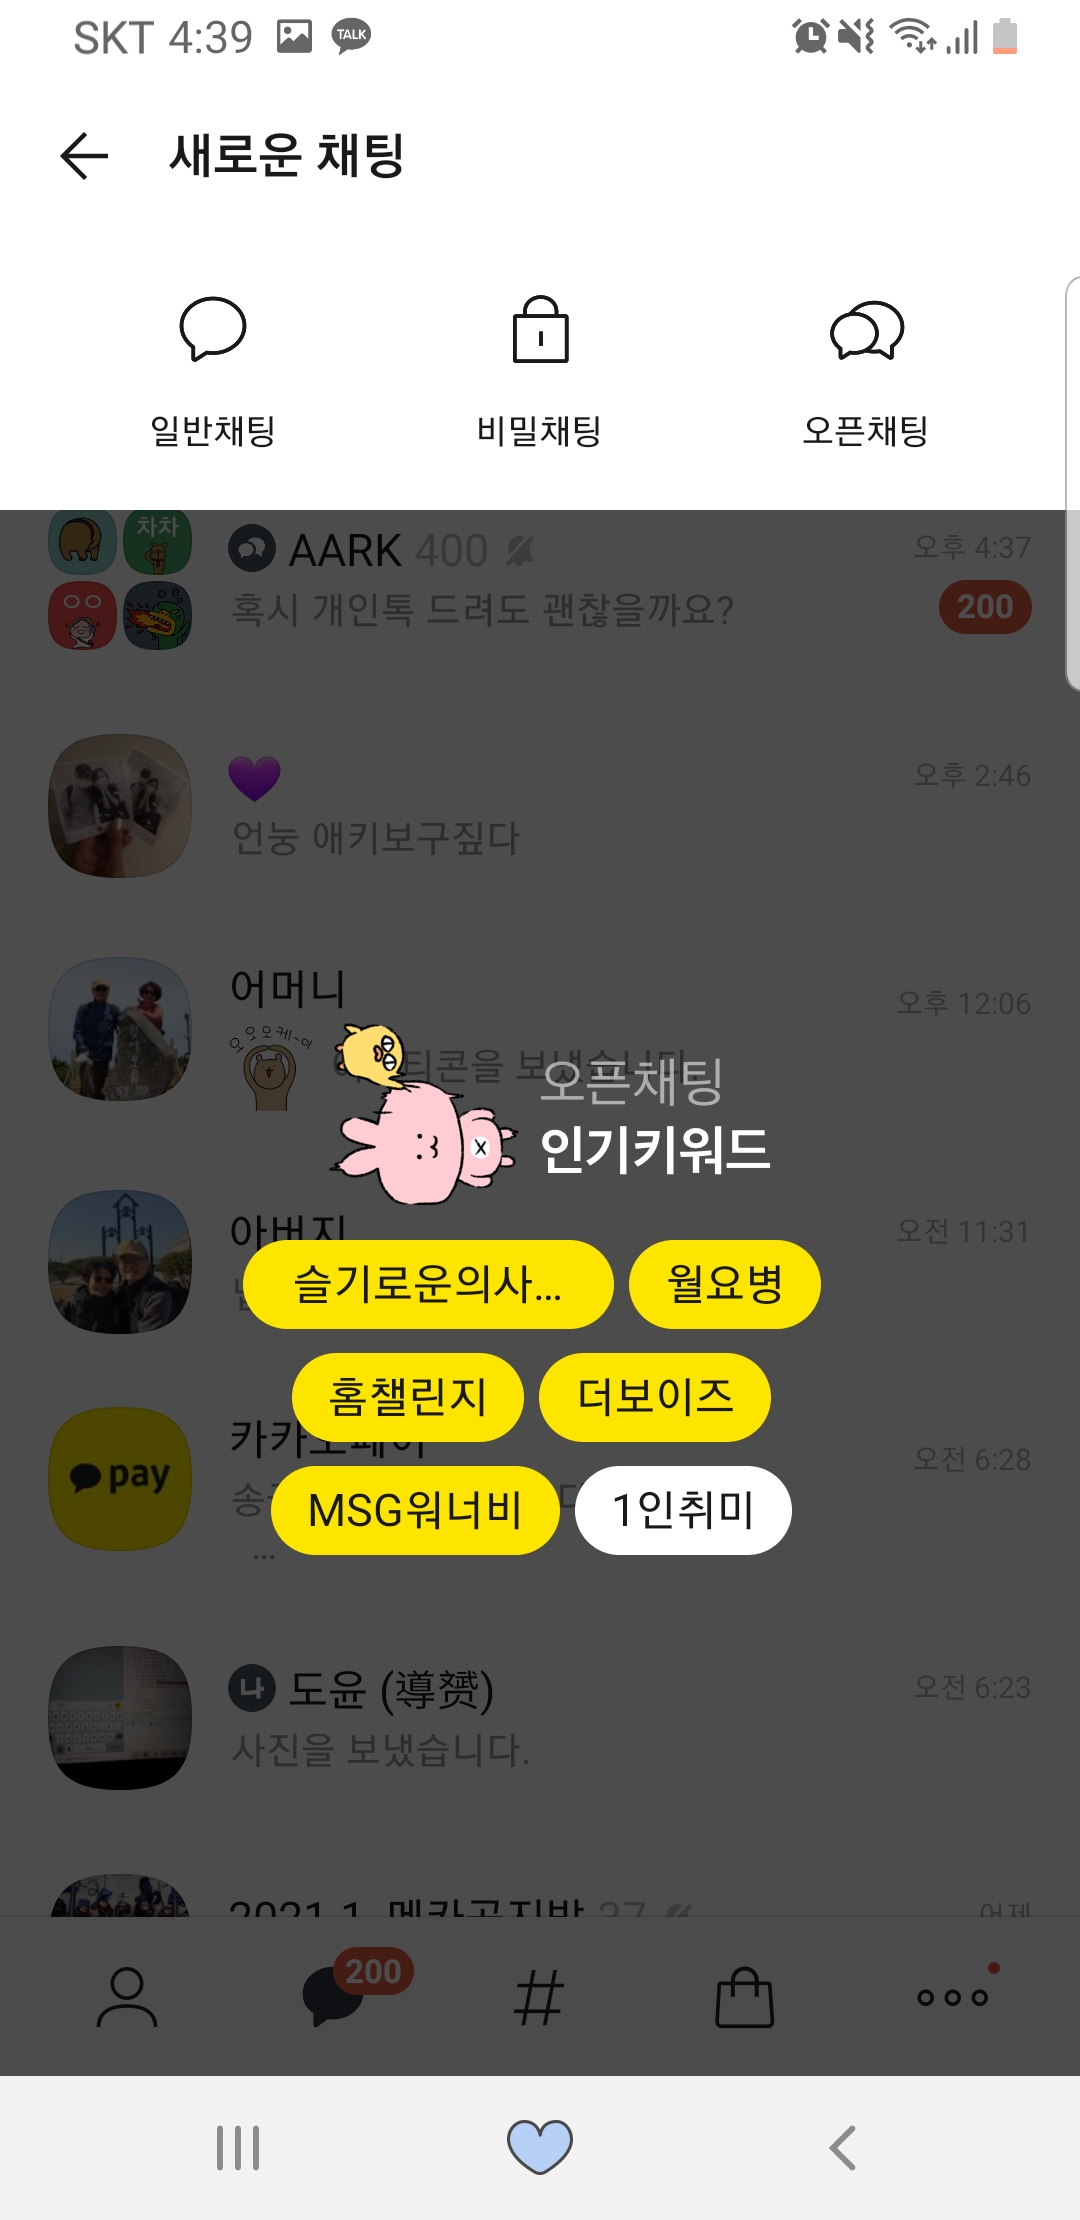 SKT 4:39 TALK
새로운 채팅
일반채팅 비밀채팅 오픈채팅
차차
AARK 400 오후 4:37
혹시 개인톡 드려도 괜찮을까요? 200
오후 2:46
언눙 애키보구짚다
어머니 오후 12:06
오오오케-이
티콘을 보냈습니다.
오픈채팅
인기키워드
아버지 오전 11:31
슬기로운의사... 월요병
홈챌린지 더보이즈
카카오페이 오전 6:28
pay
송
MSG워너비 1인취미
...
나 도윤 (導赟) 오전 6:23
사진을 보냈습니다.
2021.1. 메카공지방 37 어제
200